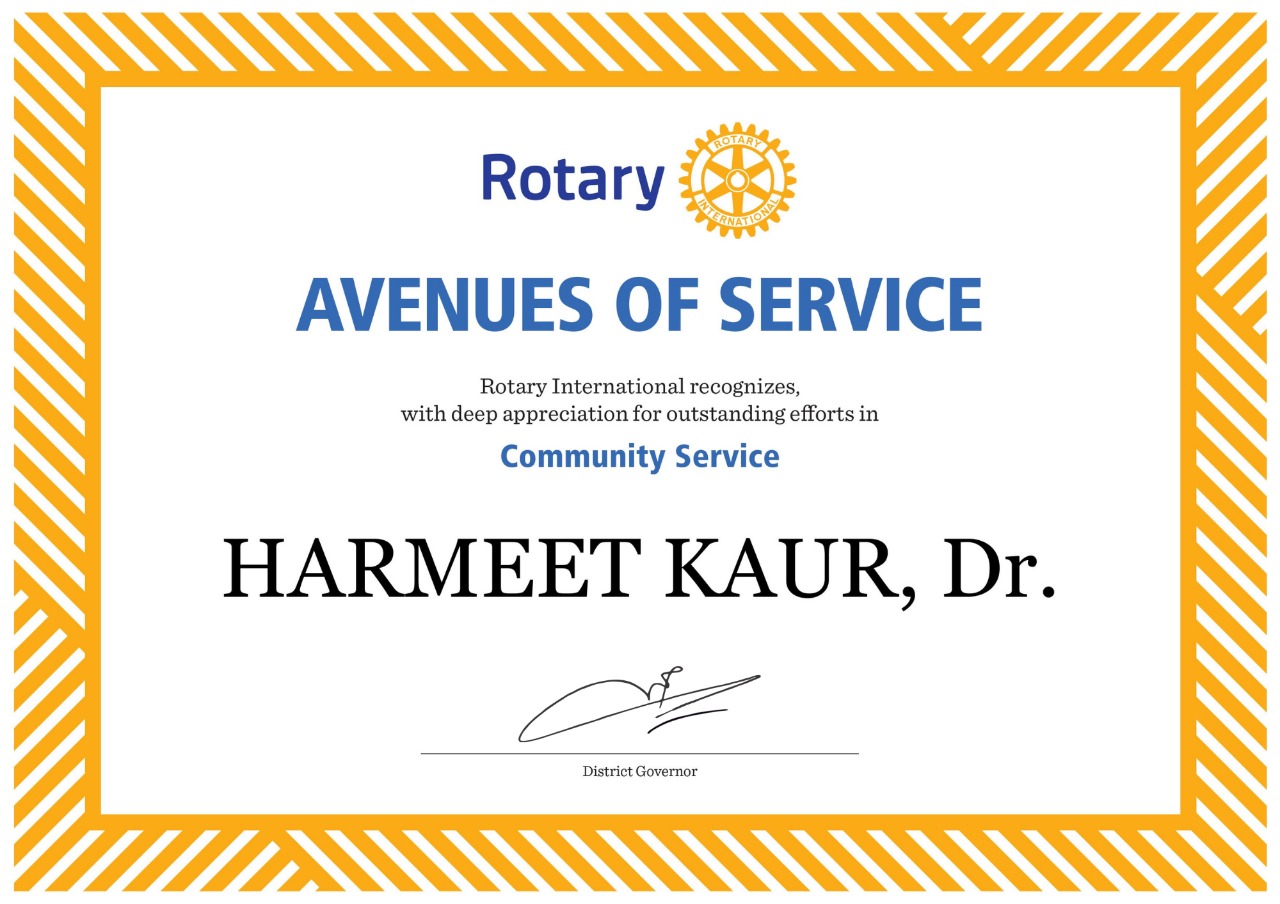 Rotary
ROTARY
INTERNATIONAL
AVENUES OF SERVICE
Rotary International recognizes,
with deep appreciation for outstanding efforts in
Community Service
HARMEET KAUR, Dr.
District Governor